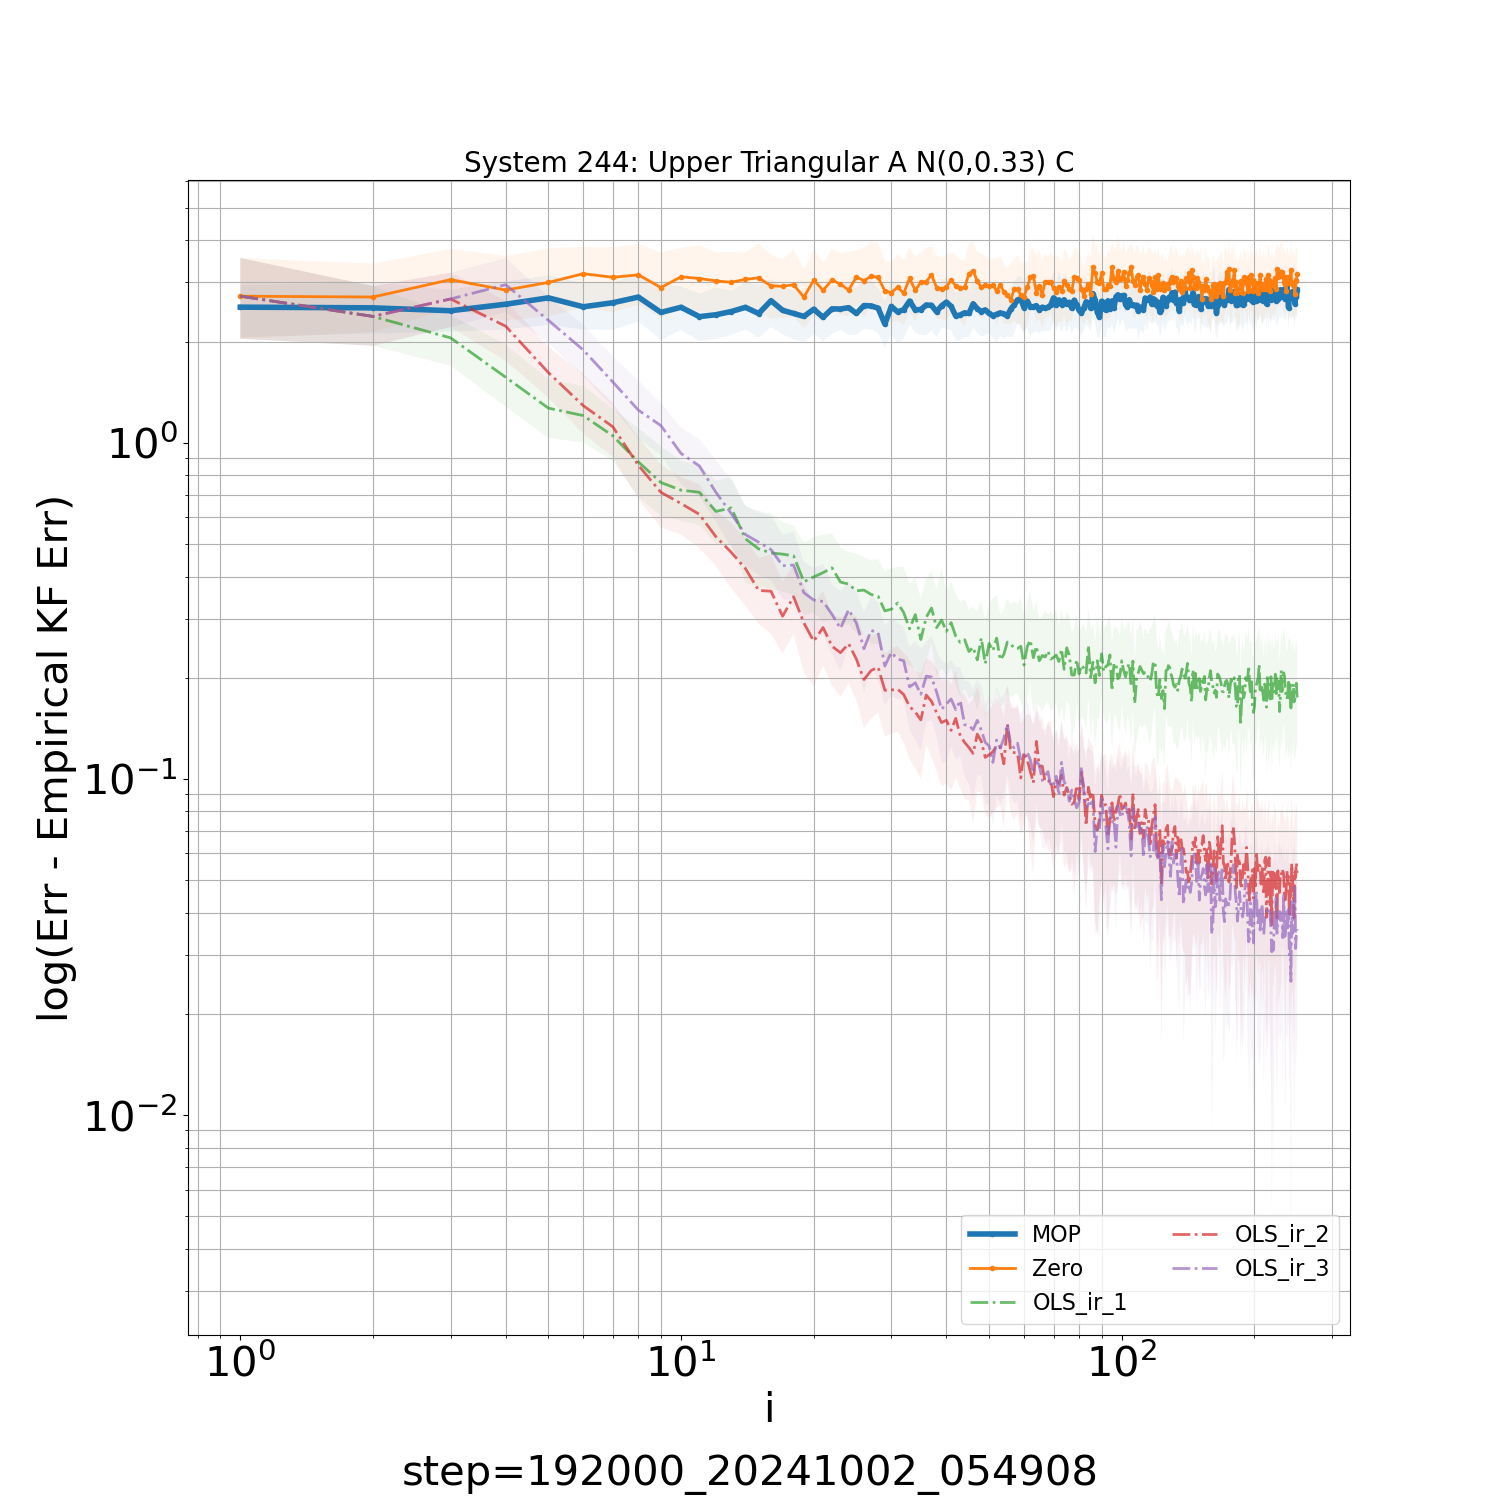 System 244: Upper Triangular A N(0,0.33) C
log(Err - Empirical KF Err)
10⁰
10⁻¹
10⁻²
MOP
Zero
OLS_ir_1
OLS_ir_2
OLS_ir_3
10⁰
10¹
10²
i
step=192000_20241002_054908